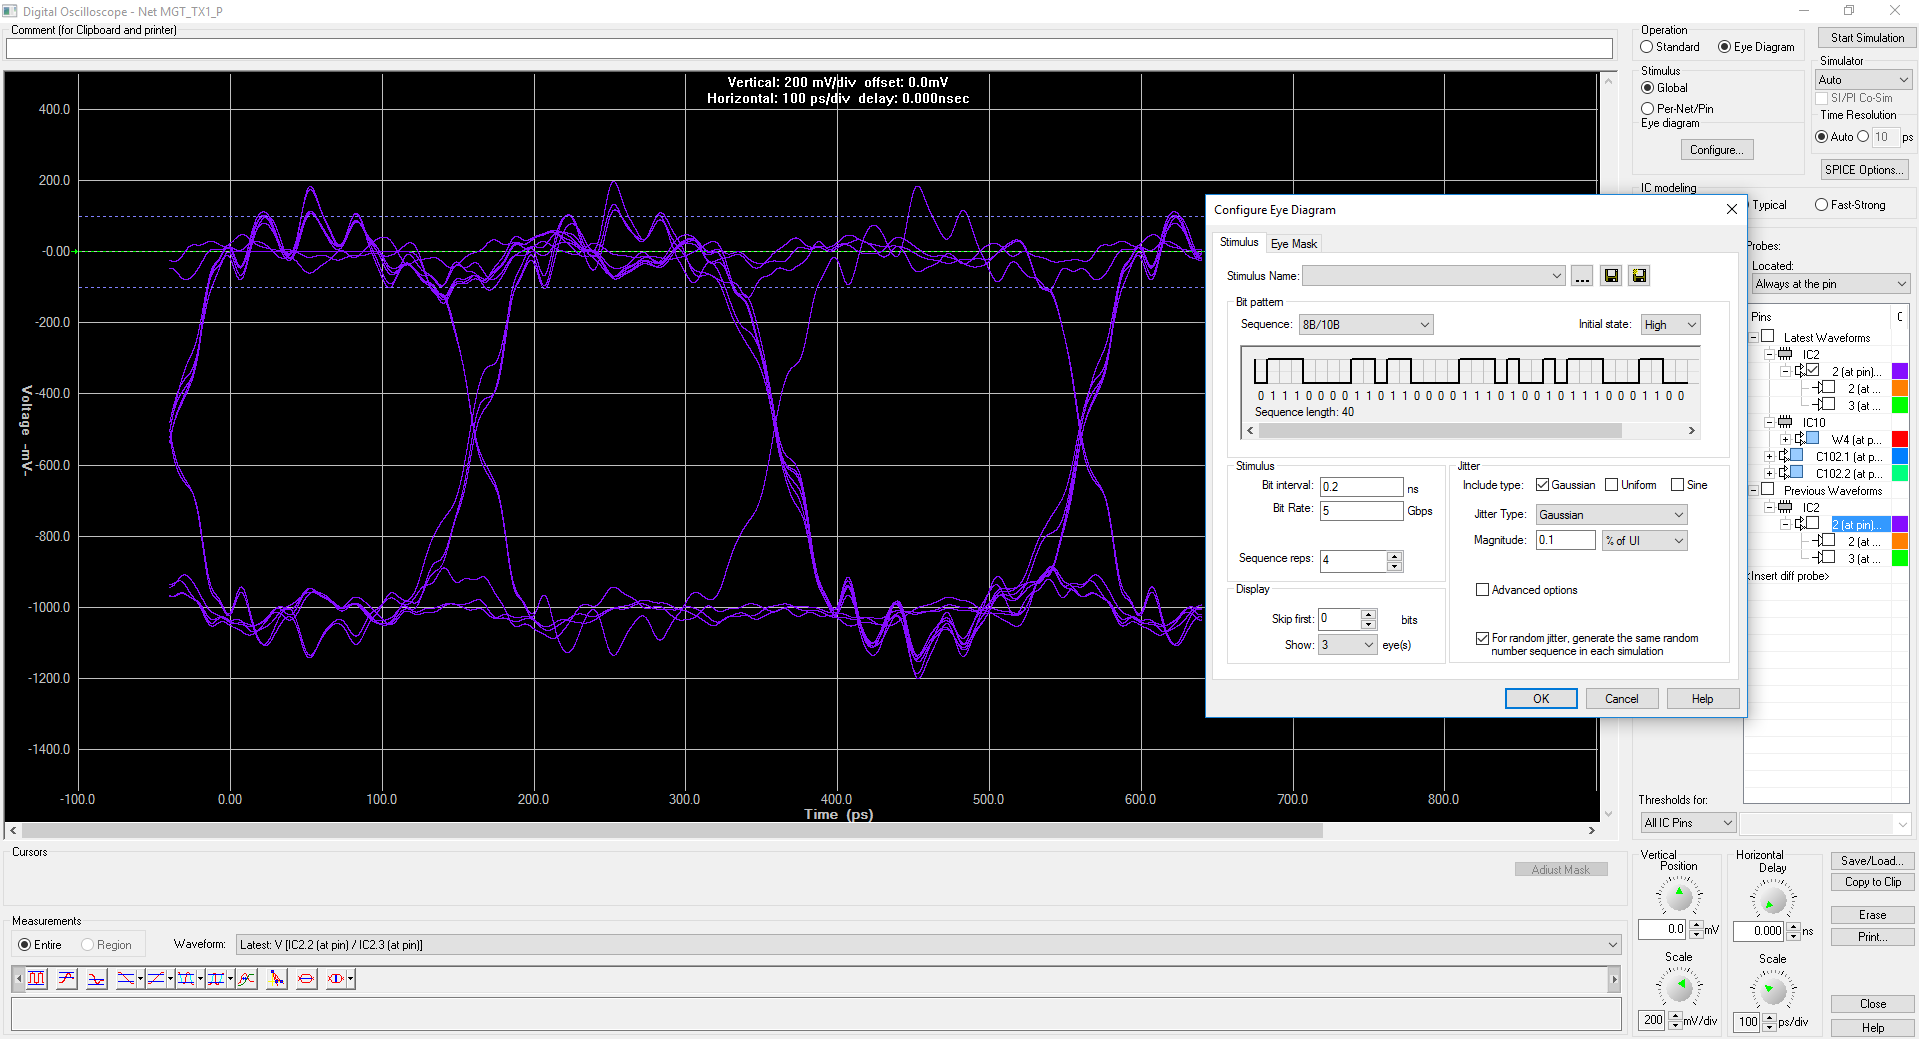 Digital Oscilloscope - Net MGT_TX1_P
Comment (for Clipboard and printer)
Vertical: 200 mV/div offset: 0.0mV
Horizontal: 100 ps/div delay: 0.000nsec
400.0
200.0
-0.00
-200.0
-400.0
-600.0
-800.0
-1000.0
-1200.0
-1400.0
Voltage -mV-
-100.0 0.00 100.0 200.0 300.0 400.0 500.0 600.0 700.0 800.0
Time (ps)
Operation
Standard Eye Diagram
Start Simulation
Stimulus
Global
Per-Net/Pin
Eye diagram
Configure...
Simulator
Auto
SI/PI Co-Sim
Time Resolution
Auto 10 ps
SPICE Options...
IC modeling
Typical Fast-Strong
Probes:
Located:
Always at the pin
Pins C
Latest Waveforms
IC2
2 (at pin)...
2 (at ...
3 (at ...
IC10
W4 (at p...
C102.1 (at p...
C102.2 (at p...
Previous Waveforms
IC2
2 (at pin)...
2 (at ...
3 (at ...
<Insert diff probe>
Thresholds for:
All IC Pins
Configure Eye Diagram
Stimulus Eye Mask
Stimulus Name: ...
Bit pattern
Sequence: 8B/10B Initial state: High
0 1 1 1 0 0 0 0 1 1 0 1 1 0 0 0 0 1 1 1 0 1 0 0 1 0 1 1 1 0 0 0 1 1 0 0
Sequence length: 40
Stimulus
Bit interval: 0.2 ns
Bit Rate: 5 Gbps
Sequence reps: 4
Display
Skip first: 0 bits
Show: 3 eye(s)
Jitter
Include type: Gaussian Uniform Sine
Jitter Type: Gaussian
Magnitude: 0.1 % of UI
Advanced options
For random jitter, generate the same random
number sequence in each simulation
OK Cancel Help
Cursors
Adjust Mask
Measurements
Entire Region Waveform: Latest: V [IC2.2 (at pin) / IC2.3 (at pin)]
Vertical
Position
0.0 mV
Scale
200 mV/div
Horizontal
Delay
0.000 ns
Scale
100 ps/div
Save/Load...
Copy to Clip
Erase
Print...
Close
Help